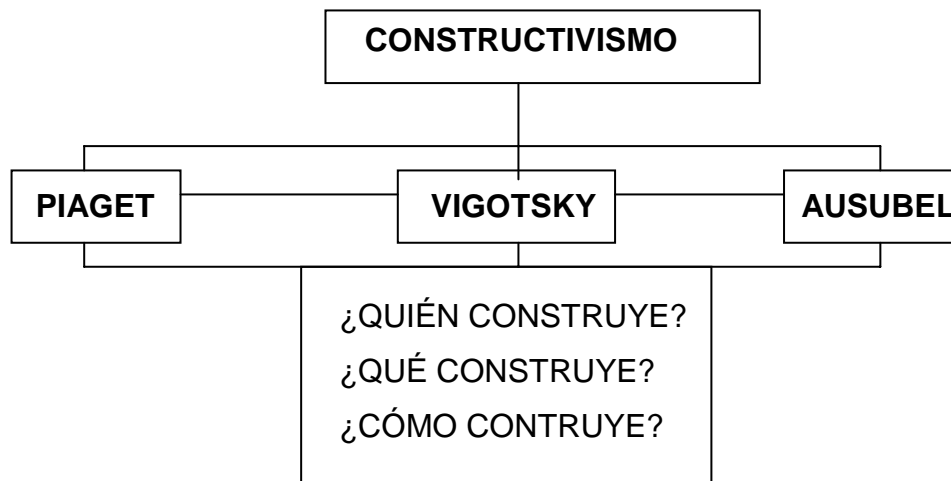 CONSTRUCTIVISMO
PIAGET
VIGOTSKY
AUSUBEL
¿QUIÉN CONSTRUYE?
¿QUÉ CONSTRUYE?
¿CÓMO CONTRUYE?